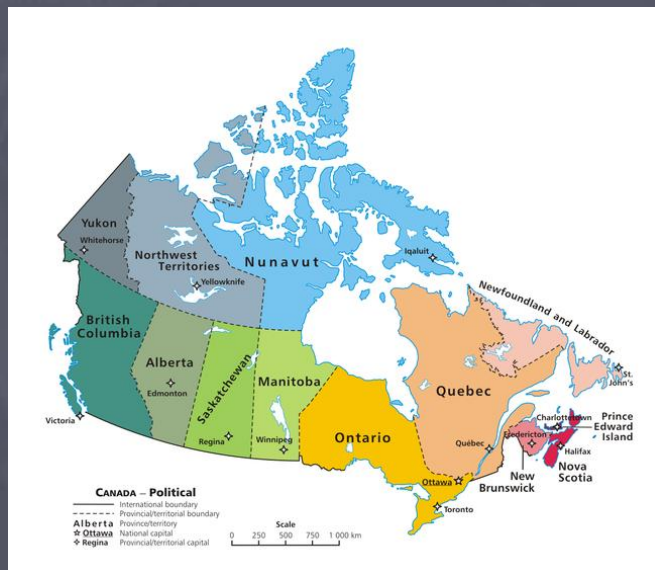 Yukon
Whitehorse
Northwest
Territories
Yellowknife
Nunavut
Iqaluit
British
Columbia
Victoria
Alberta
Edmonton
Saskatchewan
Regina
Manitoba
Winnipeg
Ontario
Ottawa
Toronto
Quebec
Québec
Newfoundland and Labrador
St.
John's
Charlottetown
Prince
Edward
Island
Fredericton
New
Brunswick
Halifax
Nova
Scotia
CANADA – Political
International boundary
Provincial/territorial boundary
Alberta Province/territory
Ottawa National capital
Regina Provincial/territorial capital
Scale
0 250 500 750 1 000 km